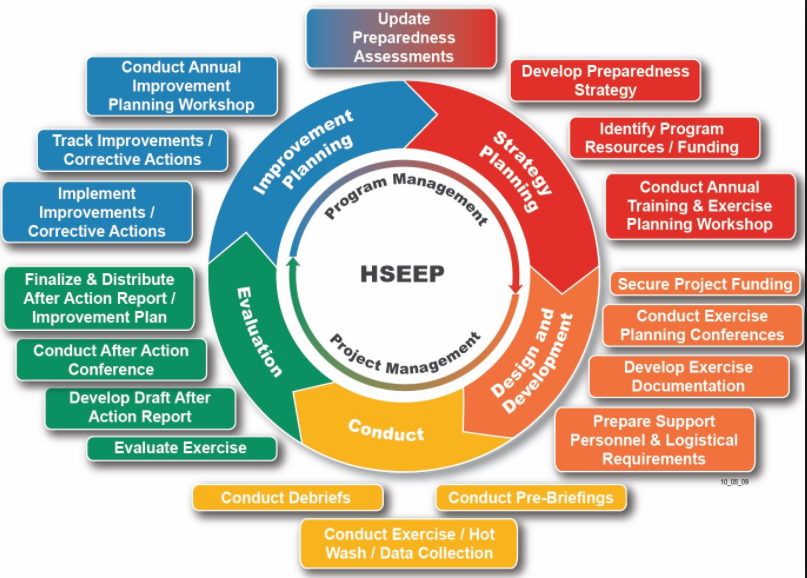 Update
Preparedness
Assessments
Develop Preparedness
Strategy
Identify Program
Resources / Funding
Conduct Annual
Training & Exercise
Planning Workshop
Secure Project Funding
Conduct Exercise
Planning Conferences
Develop Exercise
Documentation
Prepare Support
Personnel & Logistical
Requirements
10_05_09
Conduct Pre-Briefings
Conduct Exercise / Hot
Wash / Data Collection
Conduct Debriefs
Evaluate Exercise
Develop Draft After
Action Report
Conduct After Action
Conference
Finalize & Distribute
After Action Report /
Improvement Plan
Implement
Improvements /
Corrective Actions
Track Improvements /
Corrective Actions
Conduct Annual
Improvement
Planning Workshop
Strategy
Planning
Design and
Development
Conduct
Evaluation
Improvement
Planning
Program Management
HSEEP
Project Management